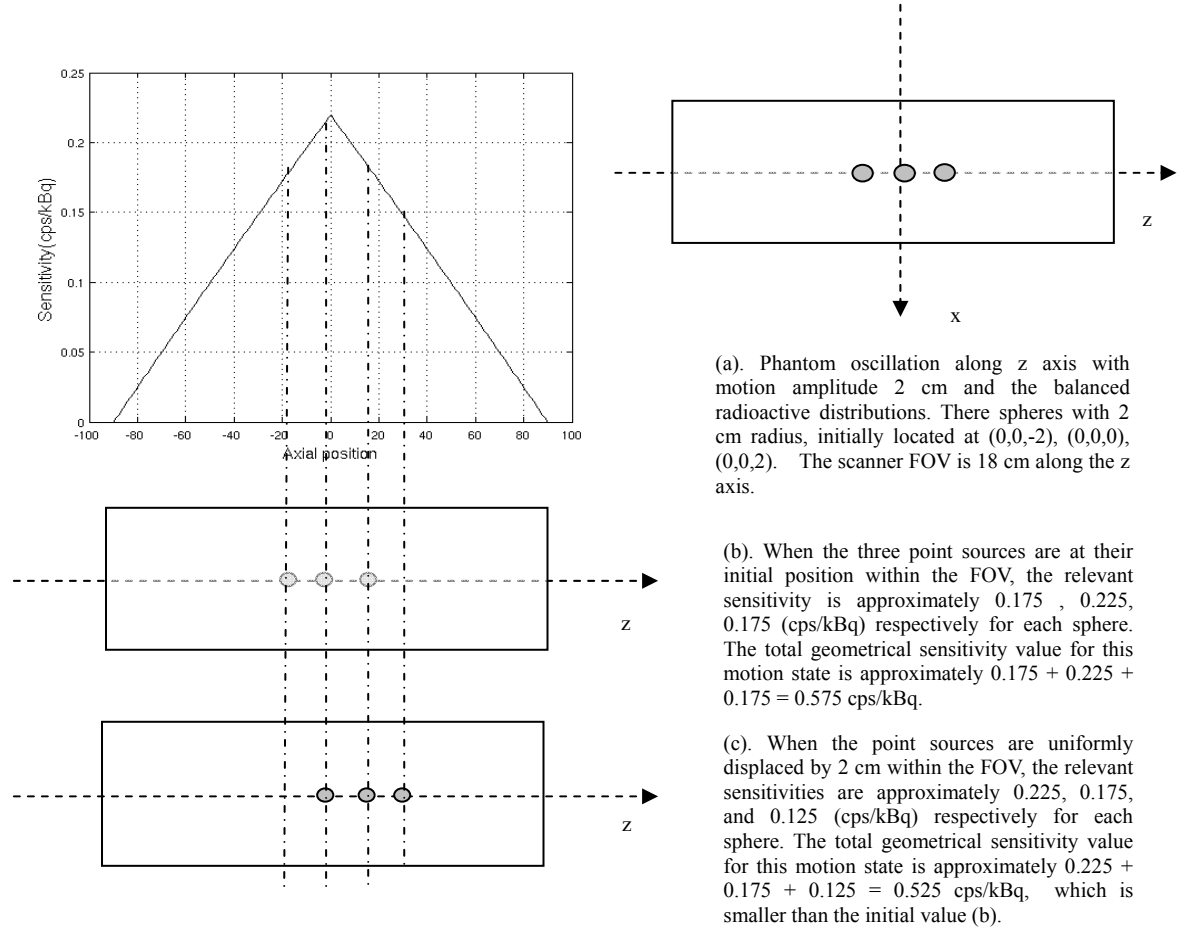 0.25
0.2
0.15
0.1
0.05
0
Sensitivity(cps/kBq)
-100 -80 -60 -40 -20 0 20 40 60 80 100
Axial position
z
x
(a). Phantom oscillation along z axis with
motion amplitude 2 cm and the balanced
radioactive distributions. There spheres with 2
cm radius, initially located at (0,0,-2), (0,0,0),
(0,0,2). The scanner FOV is 18 cm along the z
axis.
z
(b). When the three point sources are at their
initial position within the FOV, the relevant
sensitivity is approximately 0.175 , 0.225,
0.175 (cps/kBq) respectively for each sphere.
The total geometrical sensitivity value for this
motion state is approximately 0.175 + 0.225 +
0.175 = 0.575 cps/kBq.
z
(c). When the point sources are uniformly
displaced by 2 cm within the FOV, the relevant
sensitivities are approximately 0.225, 0.175,
and 0.125 (cps/kBq) respectively for each
sphere. The total geometrical sensitivity value
for this motion state is approximately 0.225 +
0.175 + 0.125 = 0.525 cps/kBq, which is
smaller than the initial value (b).